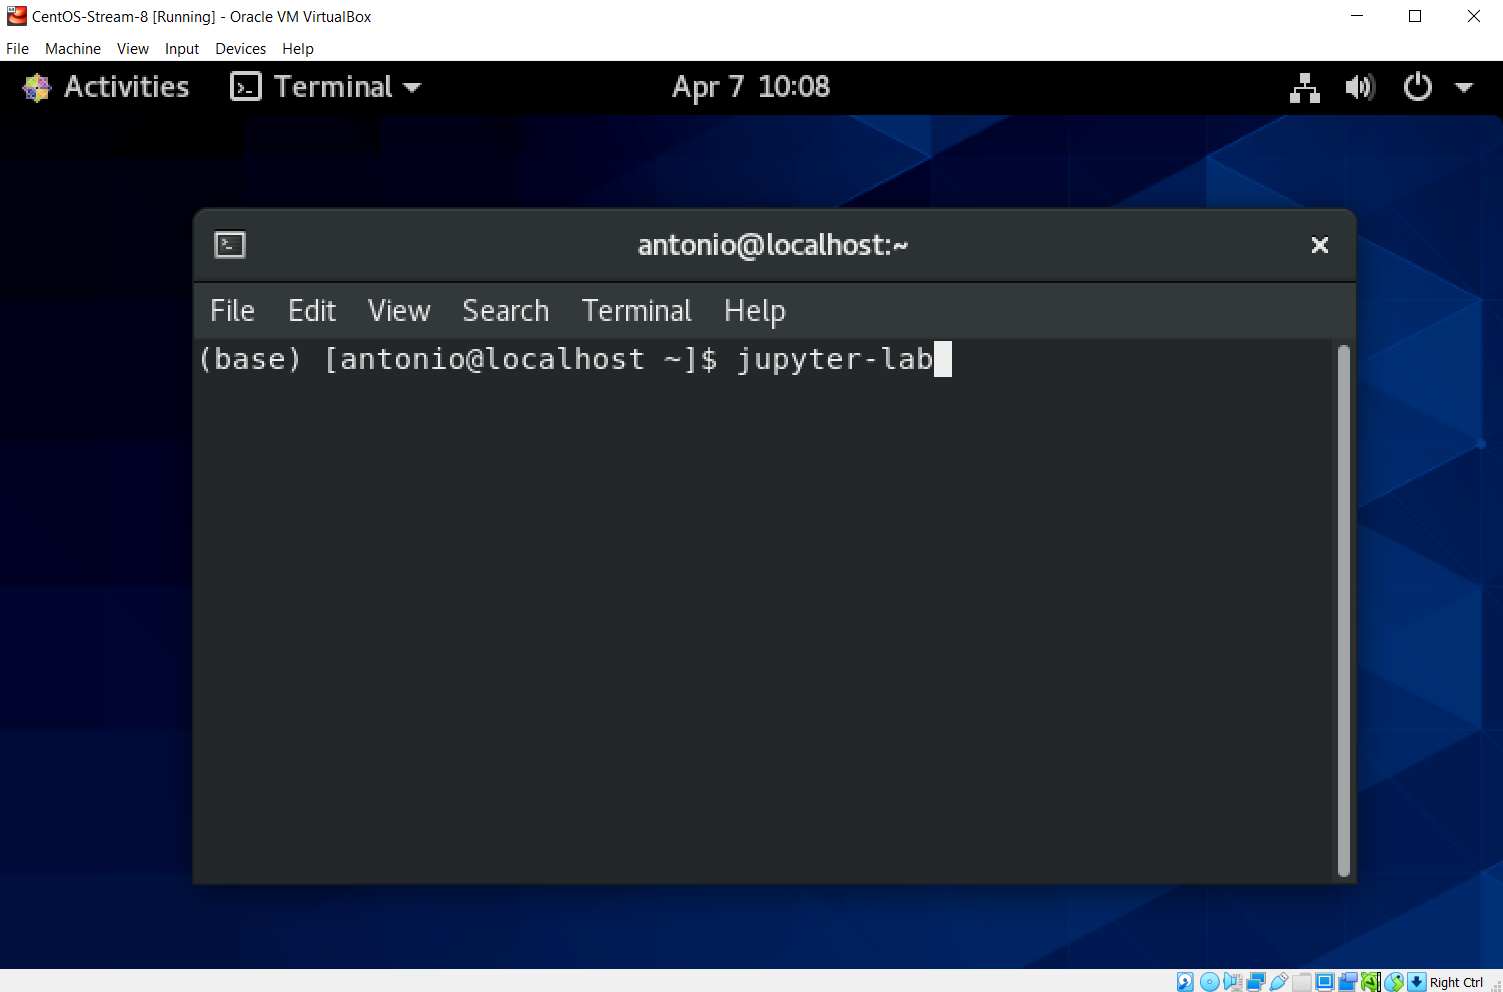 CentOS-Stream-8 [Running] - Oracle VM VirtualBox
File Machine View Input Devices Help
Activities Terminal Apr 7 10:08
antonio@localhost:~
File Edit View Search Terminal Help
(base) [antonio@localhost ~]$ jupyter-lab
Right Ctrl